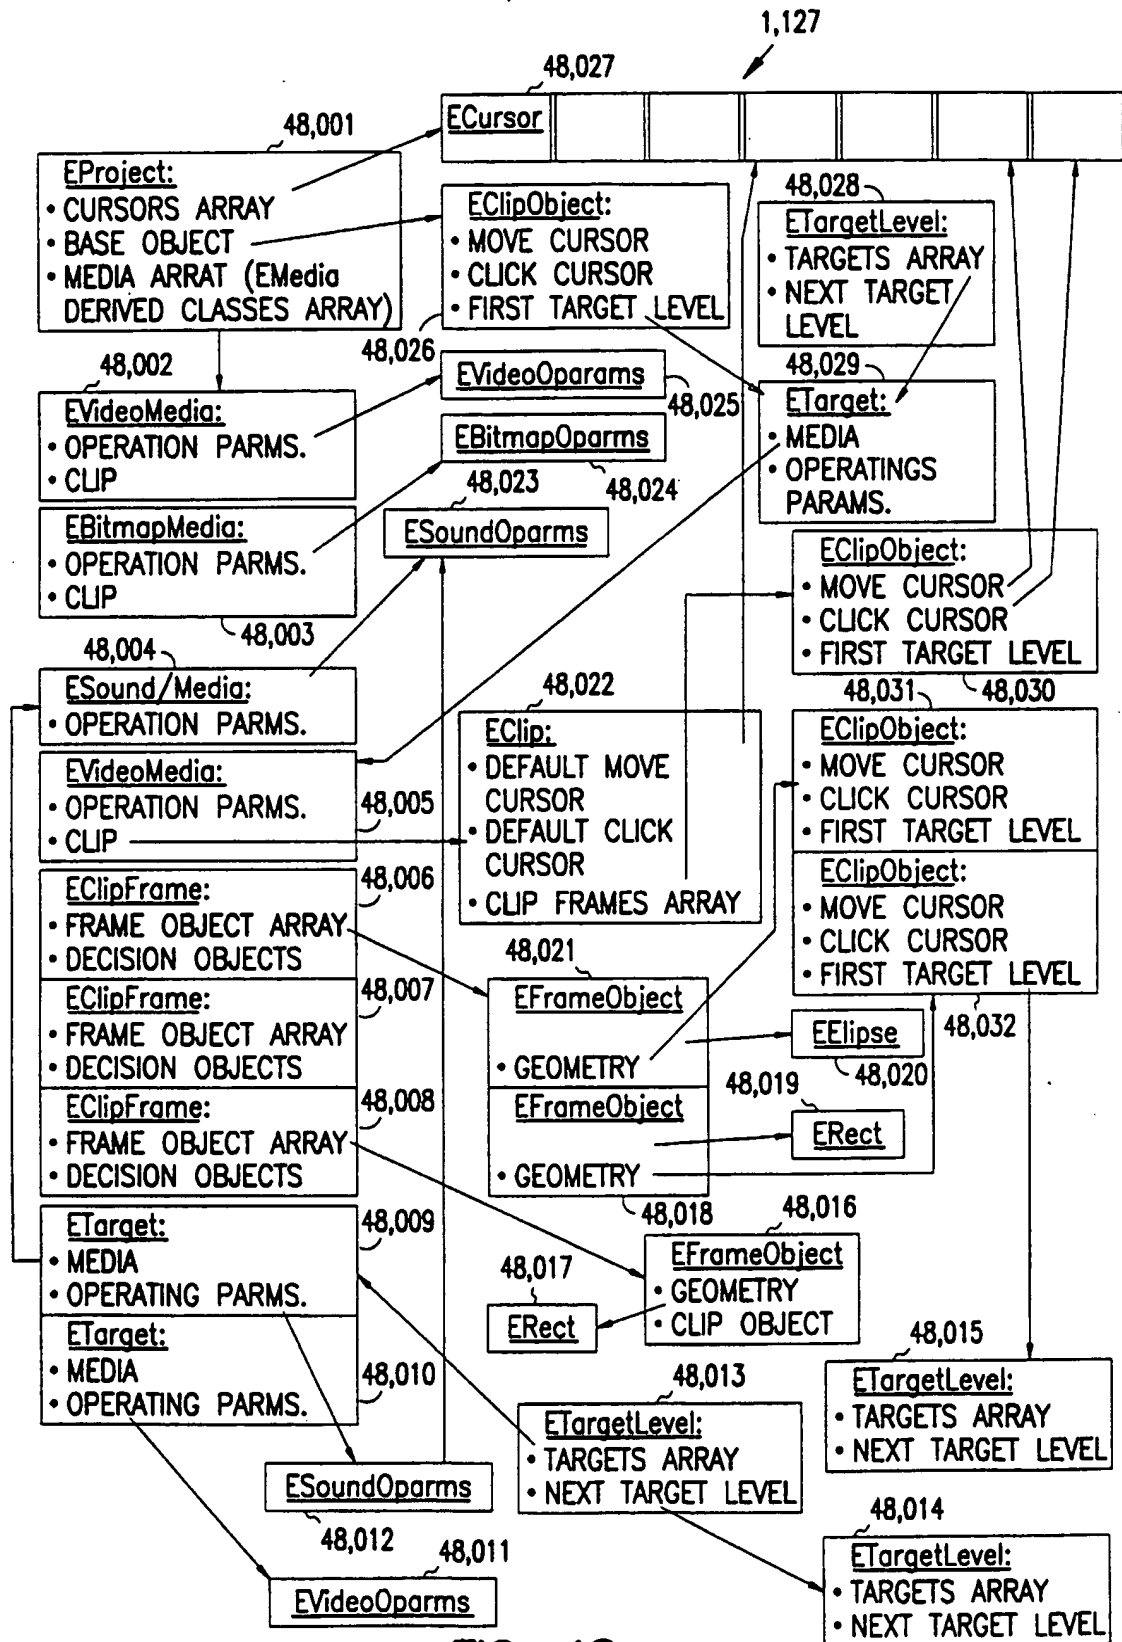 1,127
48,027
ECursor
48,001
EProject:
• CURSORS ARRAY
• BASE OBJECT
• MEDIA ARRAT (EMedia
DERIVED CLASSES ARRAY)
EClipObject:
• MOVE CURSOR
• CLICK CURSOR
• FIRST TARGET LEVEL
48,026
48,028
ETargetLevel:
• TARGETS ARRAY
• NEXT TARGET
LEVEL
48,002
EVideoMedia:
• OPERATION PARMS.
• CLIP
EVideoOparams
48,025
EBitmapOparms
48,024
48,029
ETarget:
• MEDIA
• OPERATINGS
PARAMS.
EBitmapMedia:
• OPERATION PARMS.
• CLIP
48,003
48,023
ESoundOparms
EClipObject:
• MOVE CURSOR
• CLICK CURSOR
• FIRST TARGET LEVEL
48,030
48,004
ESound/Media:
• OPERATION PARMS.
EVideoMedia:
• OPERATION PARMS.
• CLIP
48,005
48,022
EClip:
• DEFAULT MOVE
CURSOR
• DEFAULT CLICK
CURSOR
• CLIP FRAMES ARRAY
48,031
EClipObject:
• MOVE CURSOR
• CLICK CURSOR
• FIRST TARGET LEVEL
EClipObject:
• MOVE CURSOR
• CLICK CURSOR
• FIRST TARGET LEVEL
48,032
EClipFrame:
• FRAME OBJECT ARRAY
• DECISION OBJECTS
48,006
EClipFrame:
• FRAME OBJECT ARRAY
• DECISION OBJECTS
48,007
EClipFrame:
• FRAME OBJECT ARRAY
• DECISION OBJECTS
48,008
48,021
EFrameObject
• GEOMETRY
EFrameObject
• GEOMETRY
48,018
EElipse
48,020
48,019
ERect
ETarget:
• MEDIA
• OPERATING PARMS.
48,009
ETarget:
• MEDIA
• OPERATING PARMS.
48,010
48,016
EFrameObject
• GEOMETRY
• CLIP OBJECT
48,017
ERect
48,015
ETargetLevel:
• TARGETS ARRAY
• NEXT TARGET LEVEL
48,013
ETargetLevel:
• TARGETS ARRAY
• NEXT TARGET LEVEL
ESoundOparms
48,012
48,011
EVideoOparms
48,014
ETargetLevel:
• TARGETS ARRAY
• NEXT TARGET LEVEL